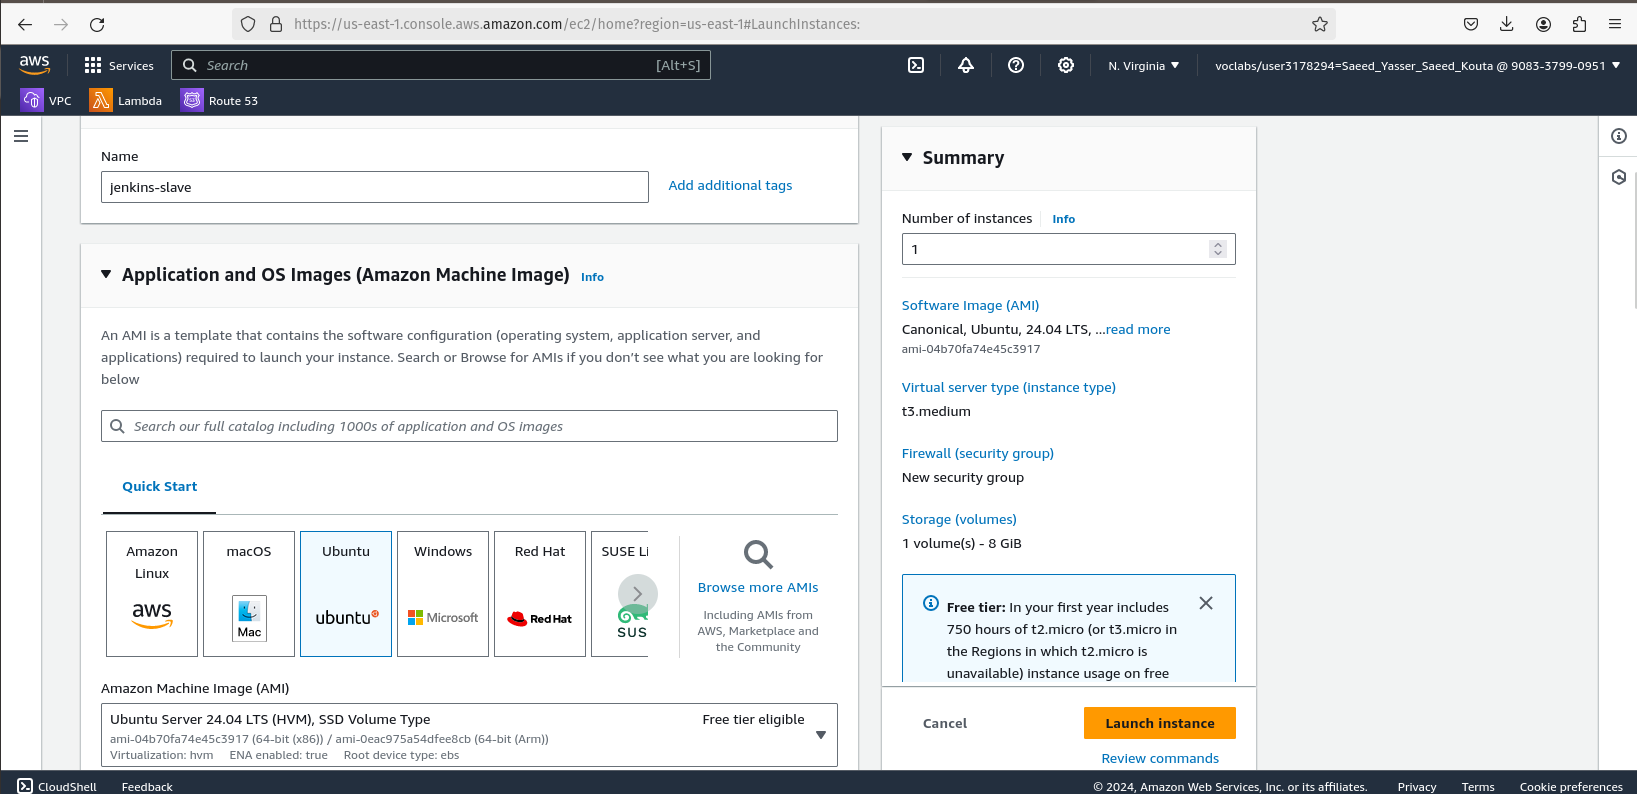 https://us-east-1.console.aws.amazon.com/ec2/home?region=us-east-1#LaunchInstances:
aws
Services
Search
[Alt+S]
N. Virginia
voclabs/user3178294=Saeed_Yasser_Saeed_Kouta @ 9083-3799-0951
VPC
Lambda
Route 53
Name
jenkins-slave
Add additional tags
Application and OS Images (Amazon Machine Image) Info
An AMI is a template that contains the software configuration (operating system, application server, and
applications) required to launch your instance. Search or Browse for AMIs if you don’t see what you are looking for
below
Search our full catalog including 1000s of application and OS images
Quick Start
Amazon
Linux
aws
macOS
Mac
Ubuntu
ubuntu
Windows
Microsoft
Red Hat
Red Hat
SUSE Li
SUS
Browse more AMIs
Including AMIs from
AWS, Marketplace and
the Community
Amazon Machine Image (AMI)
Ubuntu Server 24.04 LTS (HVM), SSD Volume Type
Free tier eligible
ami-04b70fa74e45c3917 (64-bit (x86)) / ami-0eac975a54dfee8cb (64-bit (Arm))
Virtualization: hvm ENA enabled: true Root device type: ebs
Summary
Number of instances Info
1
Software Image (AMI)
Canonical, Ubuntu, 24.04 LTS, ...read more
ami-04b70fa74e45c3917
Virtual server type (instance type)
t3.medium
Firewall (security group)
New security group
Storage (volumes)
1 volume(s) - 8 GiB
Free tier: In your first year includes
750 hours of t2.micro (or t3.micro in
the Regions in which t2.micro is
unavailable) instance usage on free
Cancel
Launch instance
Review commands
CloudShell
Feedback
© 2024, Amazon Web Services, Inc. or its affiliates.
Privacy
Terms
Cookie preferences